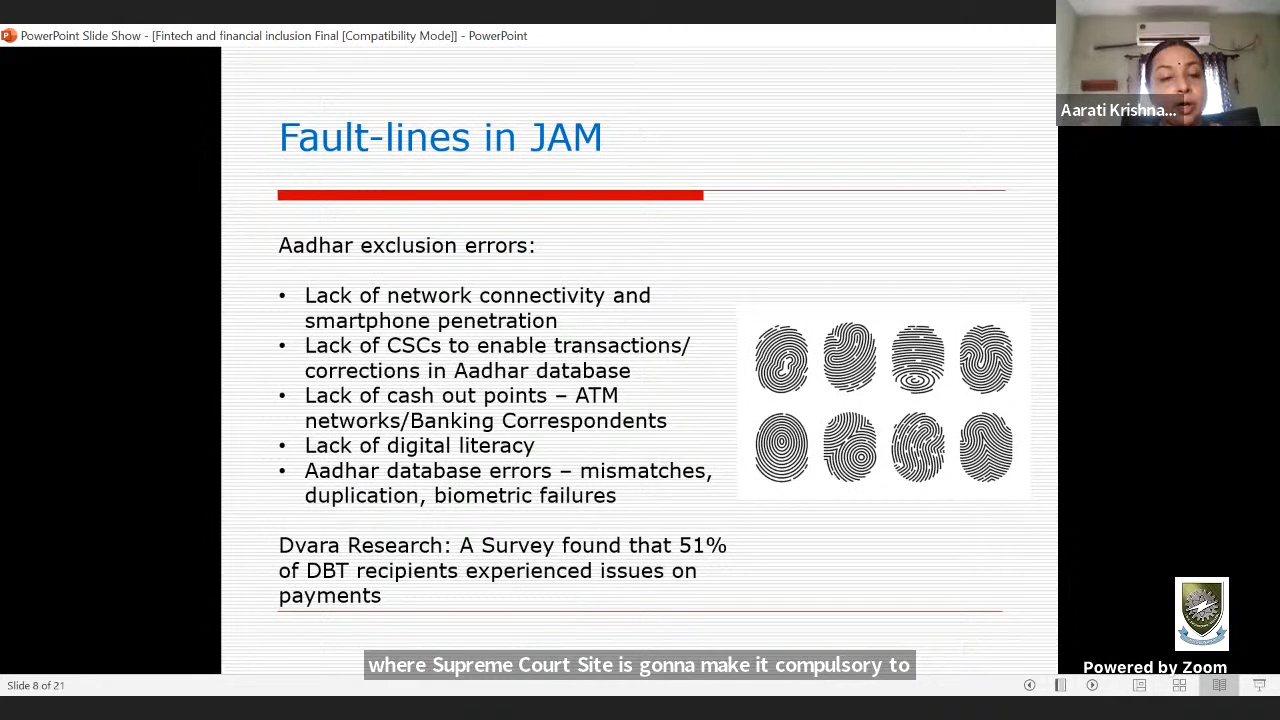 PowerPoint Slide Show - [Fintech and financial inclusion Final [Compatibility Mode]] - PowerPoint
Aarati Krishna...
Fault-lines in JAM
Aadhar exclusion errors:
• Lack of network connectivity and
smartphone penetration
• Lack of CSCs to enable transactions/
corrections in Aadhar database
• Lack of cash out points – ATM
networks/Banking Correspondents
• Lack of digital literacy
• Aadhar database errors – mismatches,
duplication, biometric failures
Dvara Research: A Survey found that 51%
of DBT recipients experienced issues on
payments
where Supreme Court Site is gonna make it compulsory to
Powered by Zoom
Slide 8 of 21